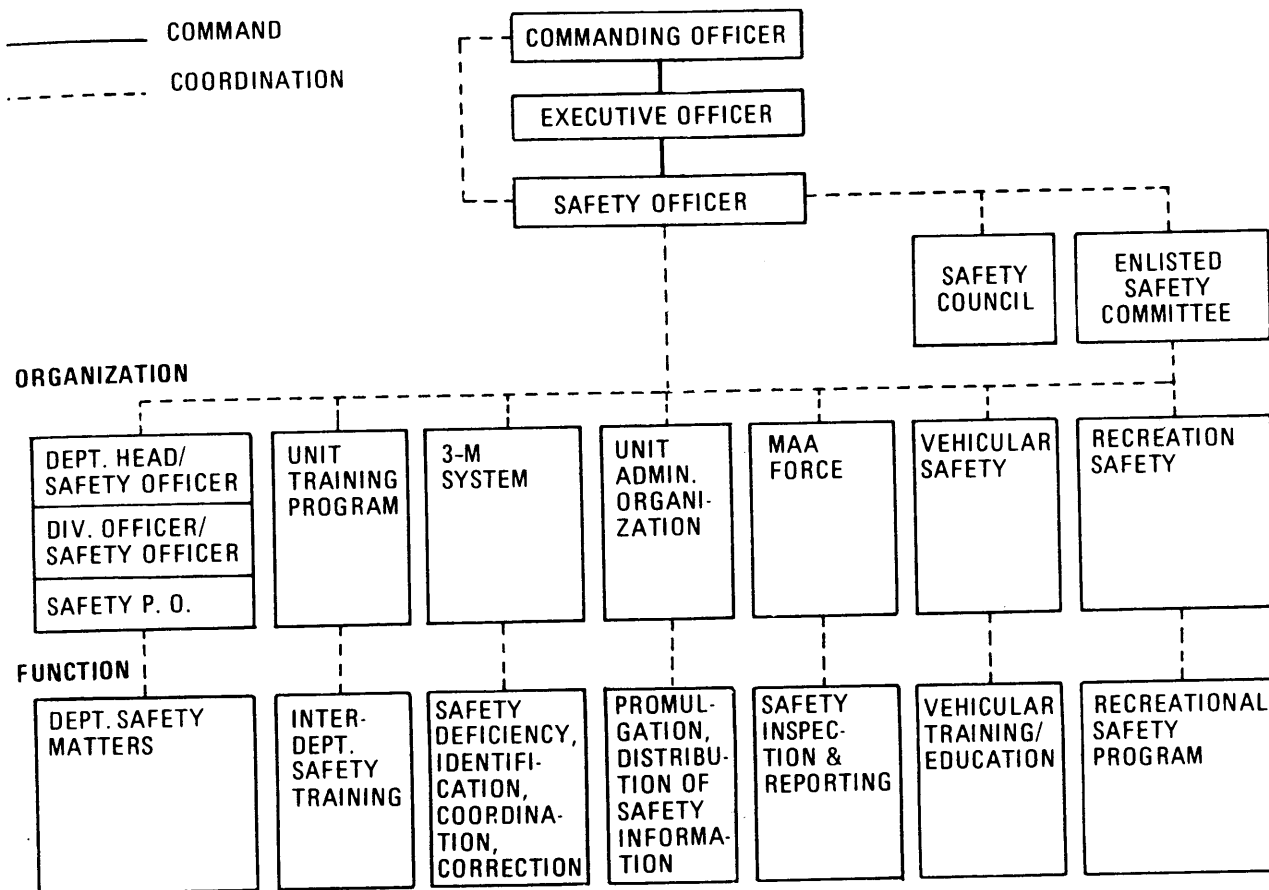 COMMAND
COORDINATION
COMMANDING OFFICER
EXECUTIVE OFFICER
SAFETY OFFICER
SAFETY
COUNCIL
ENLISTED
SAFETY
COMMITTEE
ORGANIZATION
DEPT. HEAD/
SAFETY OFFICER
DIV. OFFICER/
SAFETY OFFICER
SAFETY P. O.
UNIT
TRAINING
PROGRAM
3-M
SYSTEM
UNIT
ADMIN.
ORGANI-
ZATION
MAA
FORCE
VEHICULAR
SAFETY
RECREATION
SAFETY
FUNCTION
DEPT. SAFETY
MATTERS
INTER-
DEPT.
SAFETY
TRAINING
SAFETY
DEFICIENCY,
IDENTIFI-
CATION,
COORDINA-
TION,
CORRECTION
PROMUL-
GATION,
DISTRIBU-
TION OF
SAFETY
INFORMA-
TION
SAFETY
INSPEC-
TION &
REPORTING
VEHICULAR
TRAINING/
EDUCATION
RECREATIONAL
SAFETY
PROGRAM